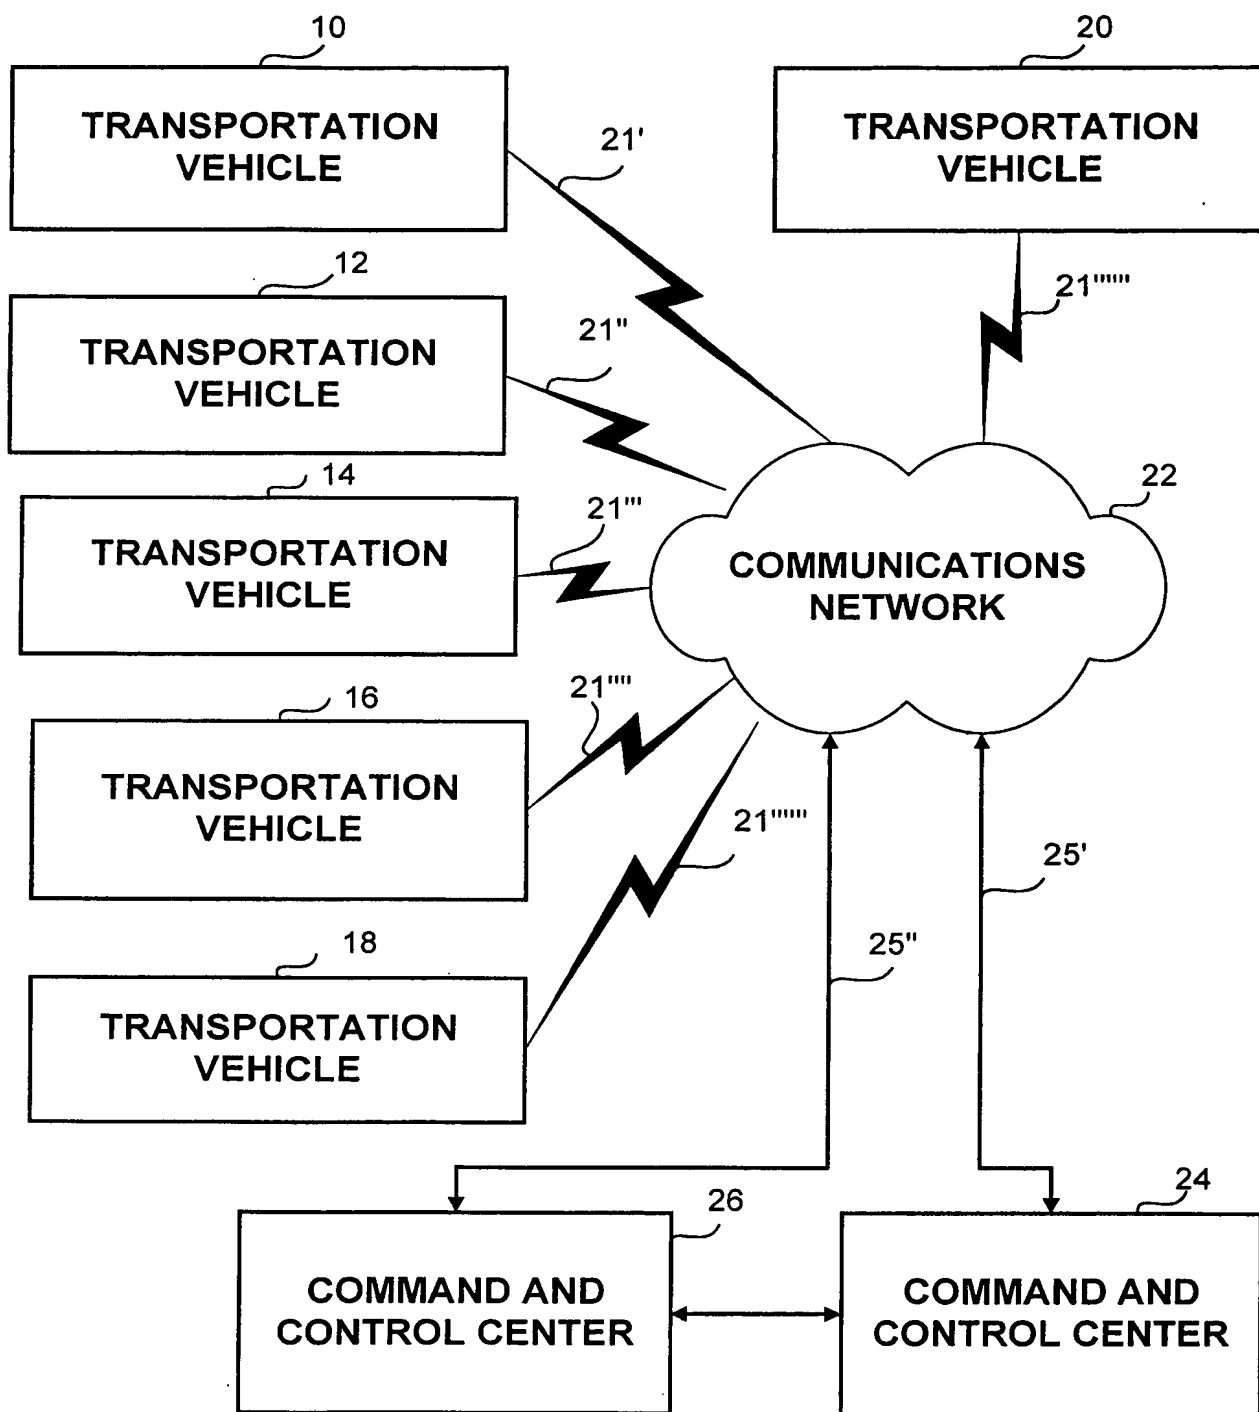 10
TRANSPORTATION
VEHICLE
20
TRANSPORTATION
VEHICLE
21'
12
TRANSPORTATION
VEHICLE
21''
21''''''
14
TRANSPORTATION
VEHICLE
21'''
22
COMMUNICATIONS
NETWORK
16
TRANSPORTATION
VEHICLE
21''''
21''''''
18
TRANSPORTATION
VEHICLE
25''
25'
26
COMMAND AND
CONTROL CENTER
24
COMMAND AND
CONTROL CENTER